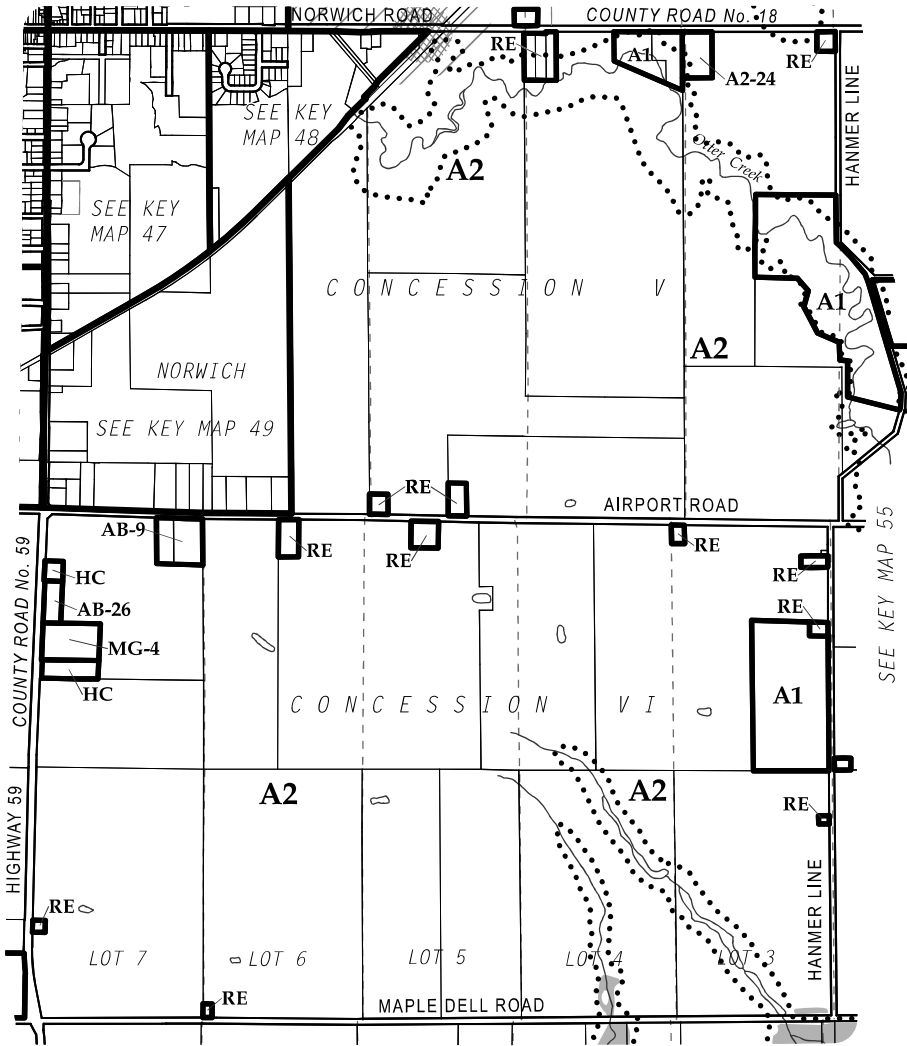 NORWICH ROAD
COUNTY ROAD No. 18
RE
A1
A2-24
RE
SEE KEY
MAP 48
HANMER LINE
A2
Otter Creek
SEE KEY
MAP 47
CONCESSION V
A1
A2
NORWICH
SEE KEY MAP 49
RE
AIRPORT ROAD
AB-9
RE
RE
RE
SEE KEY MAP 55
COUNTY ROAD No. 59
HC
RE
AB-26
RE
MG-4
HC
A1
CONCESSION VI
A2
A2
RE
HIGHWAY 59
HANMER LINE
RE
LOT 7
LOT 6
LOT 5
LOT 4
LOT 3
RE
MAPLE DELL ROAD